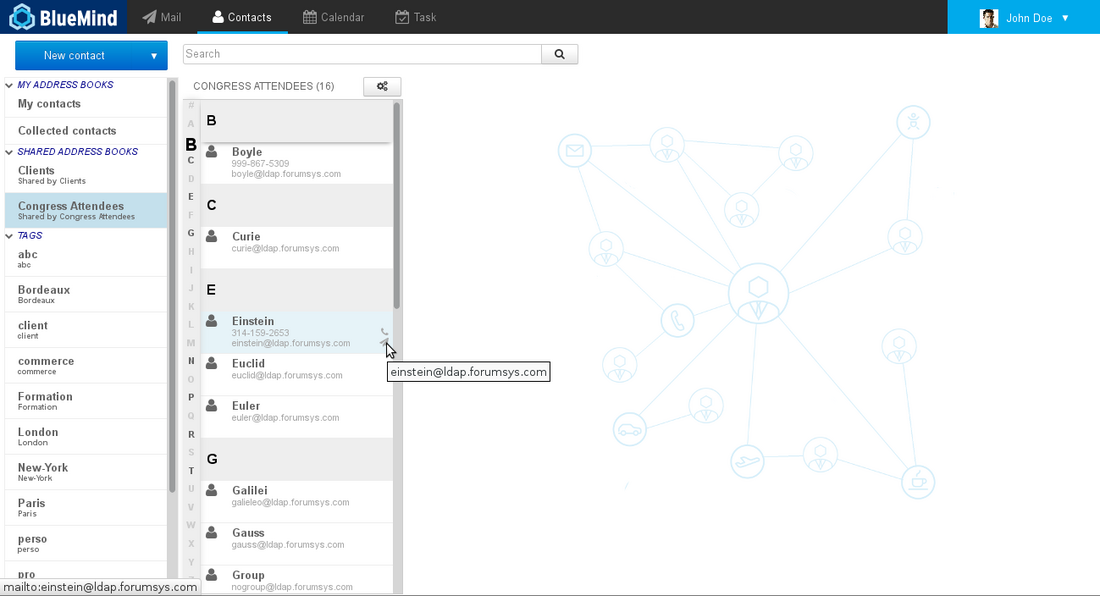 BlueMind
Mail
Contacts
Calendar
Task
John Doe
New contact
Search
MY ADDRESS BOOKS
My contacts
Collected contacts
SHARED ADDRESS BOOKS
Clients
Shared by Clients
Congress Attendees
Shared by Congress Attendees
TAGS
abc
abc
Bordeaux
Bordeaux
client
client
commerce
commerce
Formation
Formation
London
London
New-York
New-York
Paris
Paris
perso
perso
pro
mailto:einstein@ldap.forumsys.com
CONGRESS ATTENDEES (16)
#
A
B
C
D
E
F
G
H
I
J
K
L
M
N
O
P
Q
R
S
T
U
V
W
X
Y
B
Boyle
999-867-5309
boyle@ldap.forumsys.com
C
Curie
curie@ldap.forumsys.com
E
Einstein
314-159-2653
einstein@ldap.forumsys.com
einstein@ldap.forumsys.com
Euclid
euclid@ldap.forumsys.com
Euler
euler@ldap.forumsys.com
G
Galilei
galieleo@ldap.forumsys.com
Gauss
gauss@ldap.forumsys.com
Group
nogroup@ldap.forumsys.com